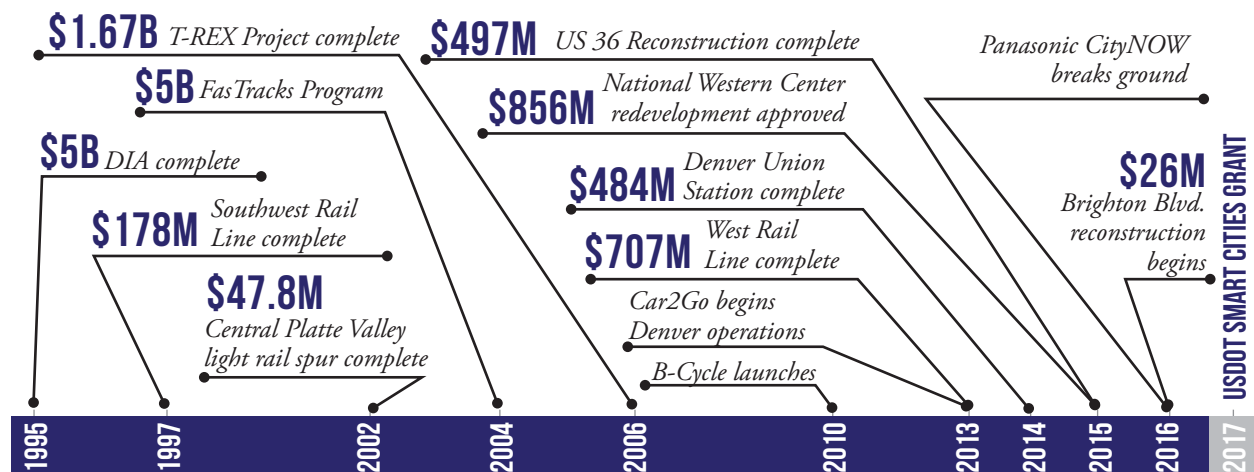 $1.67B T-REX Project complete
$5B FasTracks Program
$5B DIA complete
$178M Southwest Rail
Line complete
$47.8M
Central Platte Valley
light rail spur complete
$497M US 36 Reconstruction complete
$856M National Western Center
redevelopment approved
$484M Denver Union
Station complete
$707M West Rail
Line complete
Car2Go begins
Denver operations
B-Cycle launches
Panasonic CityNOW
breaks ground
$26M
Brighton Blvd.
reconstruction
begins
USDOT SMART CITIES GRANT
1995
1997
2002
2004
2006
2010
2013
2014
2015
2016
2017